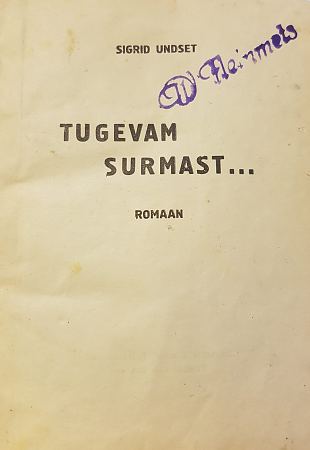 SIGRID UNDSET
TUGEVAM
SURMAST...
ROMAAN